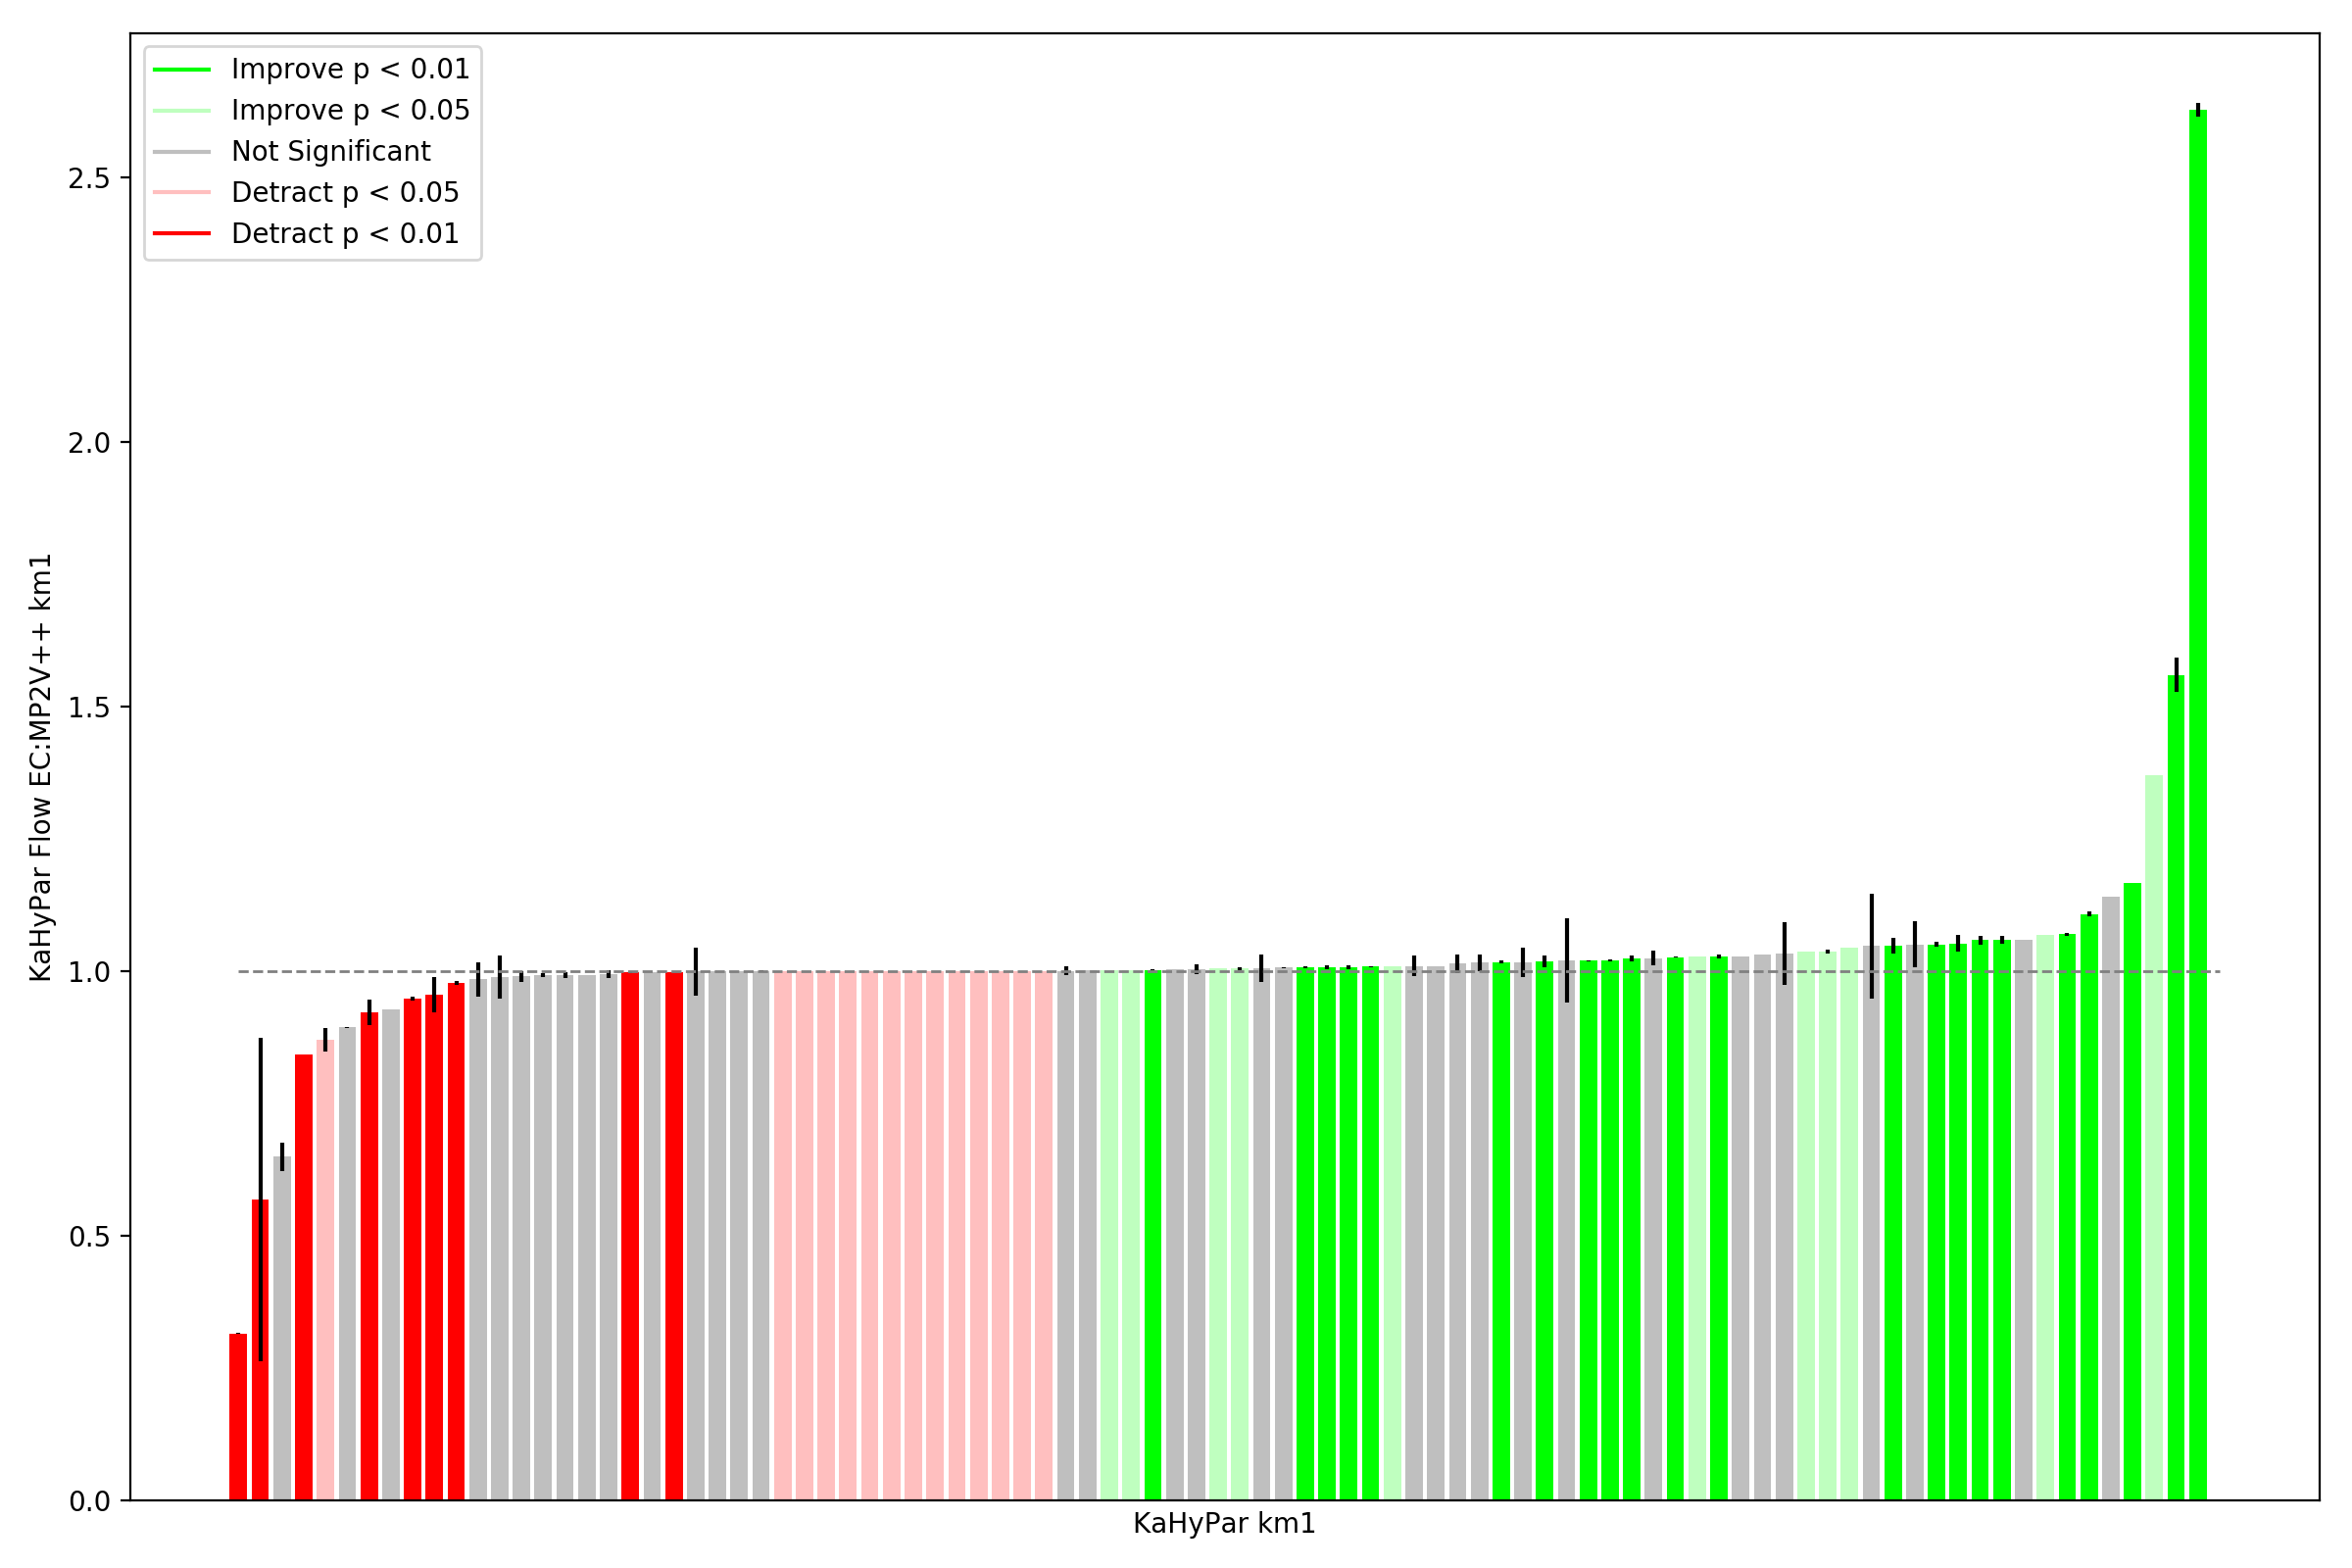 Improve p < 0.01
Improve p < 0.05
Not Significant
Detract p < 0.05
Detract p < 0.01
2.5
2.0
1.5
1.0
0.5
0.0
KaHyPar Flow EC:MP2V++ km1
KaHyPar km1